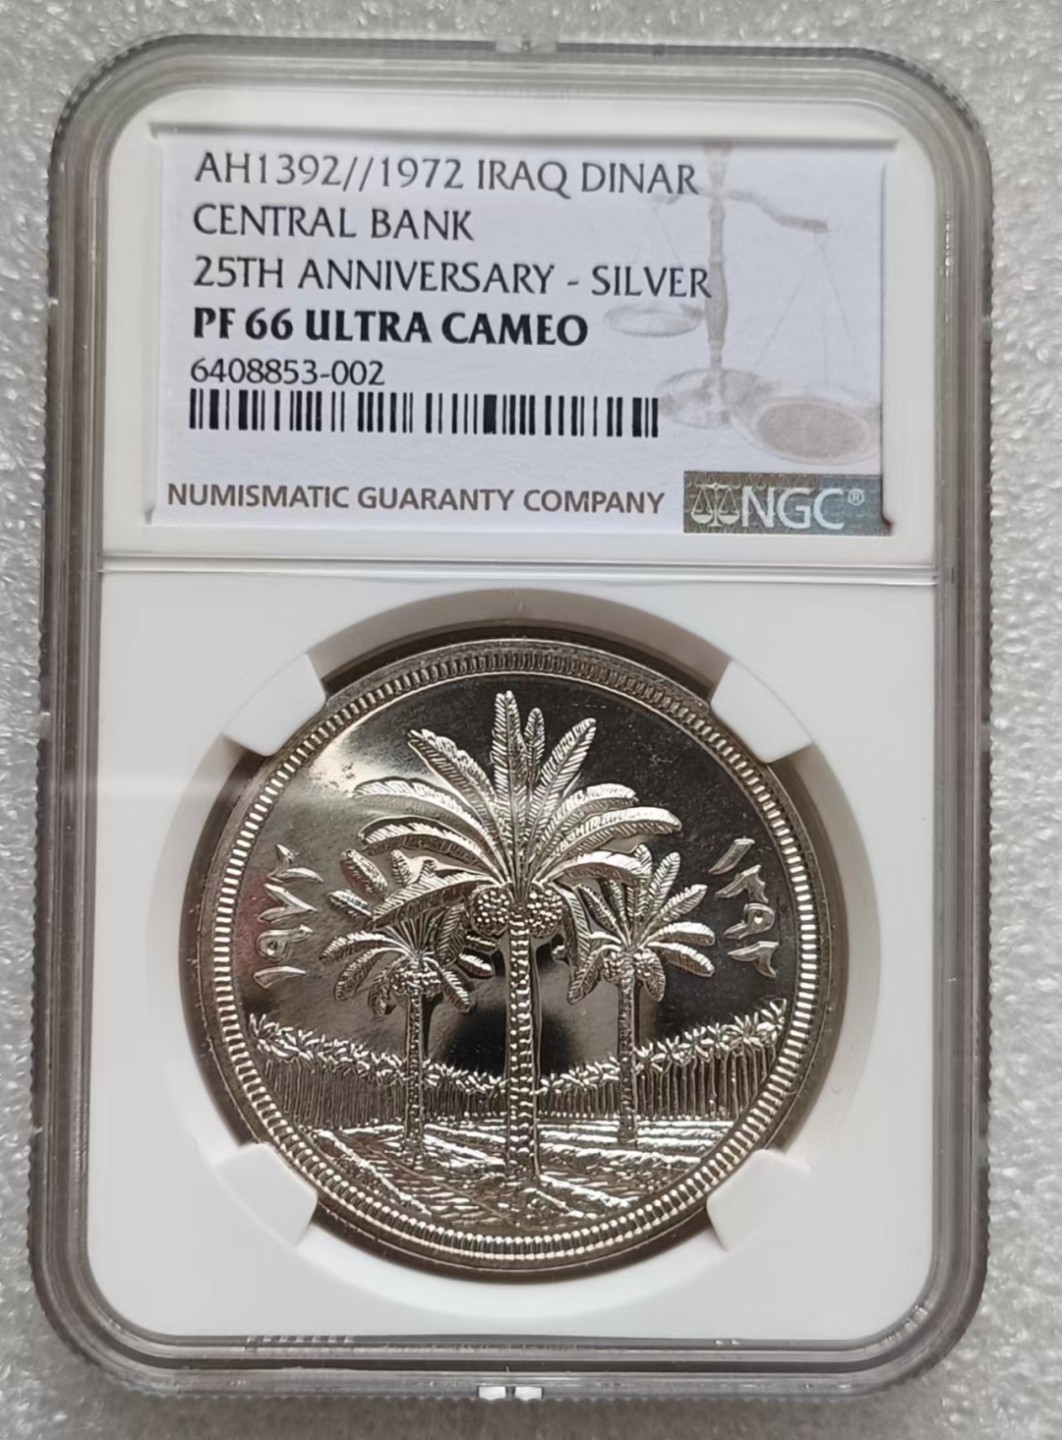 AH1392//1972 IRAQ DINAR
CENTRAL BANK
25TH ANNIVERSARY - SILVER
PF 66 ULTRA CAMEO
6408853-002
NUMISMATIC GUARANTY COMPANY
NGC®
١٩٧٢
١٣٩٢